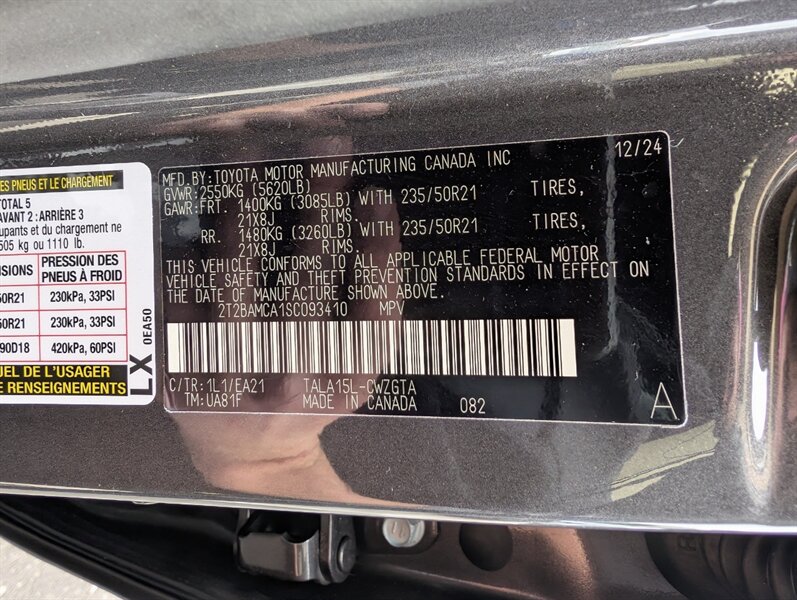 ES PNEUS ET LE CHARGEMENT
TOTAL 5
AVANT 2 : ARRIÈRE 3
cupants et du chargement ne
505 kg ou 1110 lb.
NSIONS PRESSION DES PNEUS À FROID
50R21 230kPa, 33PSI
50R21 230kPa, 33PSI
90D18 420kPa, 60PSI
UEL DE L'USAGER
E RENSEIGNEMENTS
LX 0EA50
MFD.BY:TOYOTA MOTOR MANUFACTURING CANADA INC 12/24
GVWR:2550KG (5620LB)
GAWR:FRT. 1400KG (3085LB) WITH 235/50R21 TIRES,
21X8J RIMS.
RR. 1480KG (3260LB) WITH 235/50R21 TIRES,
21X8J RIMS.
THIS VEHICLE CONFORMS TO ALL APPLICABLE FEDERAL MOTOR
VEHICLE SAFETY AND THEFT PREVENTION STANDARDS IN EFFECT ON
THE DATE OF MANUFACTURE SHOWN ABOVE.
2T2BAMCA1SC093410 MPV
C/TR:1L1/EA21 TALA15L-CWZGTA
TM:UA81F MADE IN CANADA 082 A